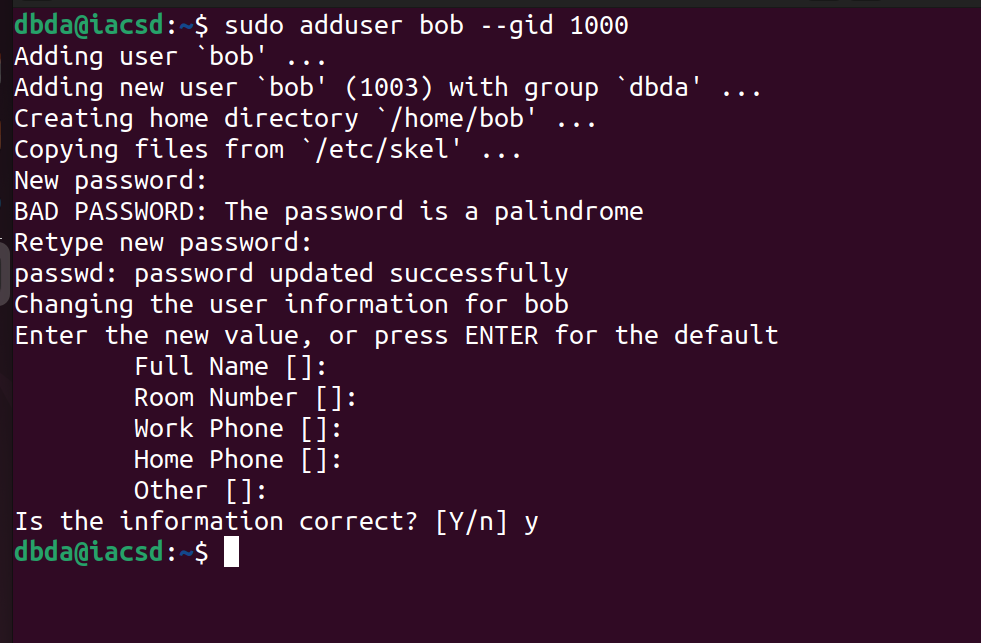 dbda@iacsd:~$ sudo adduser bob --gid 1000
Adding user `bob' ...
Adding new user `bob' (1003) with group `dbda' ...
Creating home directory `/home/bob' ...
Copying files from `/etc/skel' ...
New password:
BAD PASSWORD: The password is a palindrome
Retype new password:
passwd: password updated successfully
Changing the user information for bob
Enter the new value, or press ENTER for the default
        Full Name []:
        Room Number []:
        Work Phone []:
        Home Phone []:
        Other []:
Is the information correct? [Y/n] y
dbda@iacsd:~$